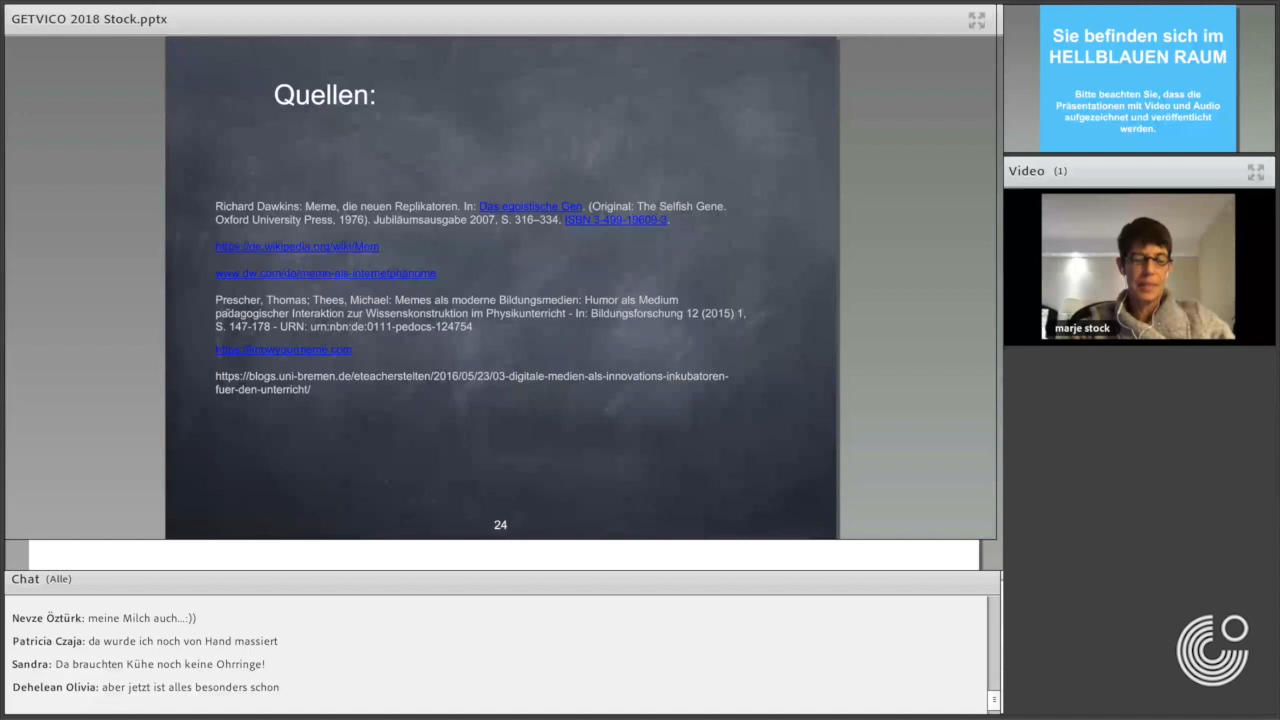 GETVICO 2018 Stock.pptx
Quellen:
Richard Dawkins: Meme, die neuen Replikatoren. In: Das egoistische Gen. (Original: The Selfish Gene.
Oxford University Press, 1976). Jubiläumsausgabe 2007, S. 316–334. ISBN 3-499-19609-3.
https://de.wikipedia.org/wiki/Mem
www.dw.com/de/meme-als-internetphänome
Prescher, Thomas; Thees, Michael: Memes als moderne Bildungsmedien: Humor als Medium
pädagogischer Interaktion zur Wissenskonstruktion im Physikunterricht - In: Bildungsforschung 12 (2015) 1,
S. 147-178 - URN: urn:nbn:de:0111-pedocs-124754
https://knowyourmeme.com
https://blogs.uni-bremen.de/eteacherstelten/2016/05/23/03-digitale-medien-als-innovations-inkubatoren-
fuer-den-unterricht/
24
Sie befinden sich im
HELLBLAUEN RAUM
Bitte beachten Sie, dass die
Präsentationen mit Video und Audio
aufgezeichnet und veröffentlicht
werden.
Video (1)
marje stock
Chat (Alle)
Nevze Öztürk: meine Milch auch...:))
Patricia Czaja: da wurde ich noch von Hand massiert
Sandra: Da brauchten Kühe noch keine Ohrringe!
Dehelean Olivia: aber jetzt ist alles besonders schon